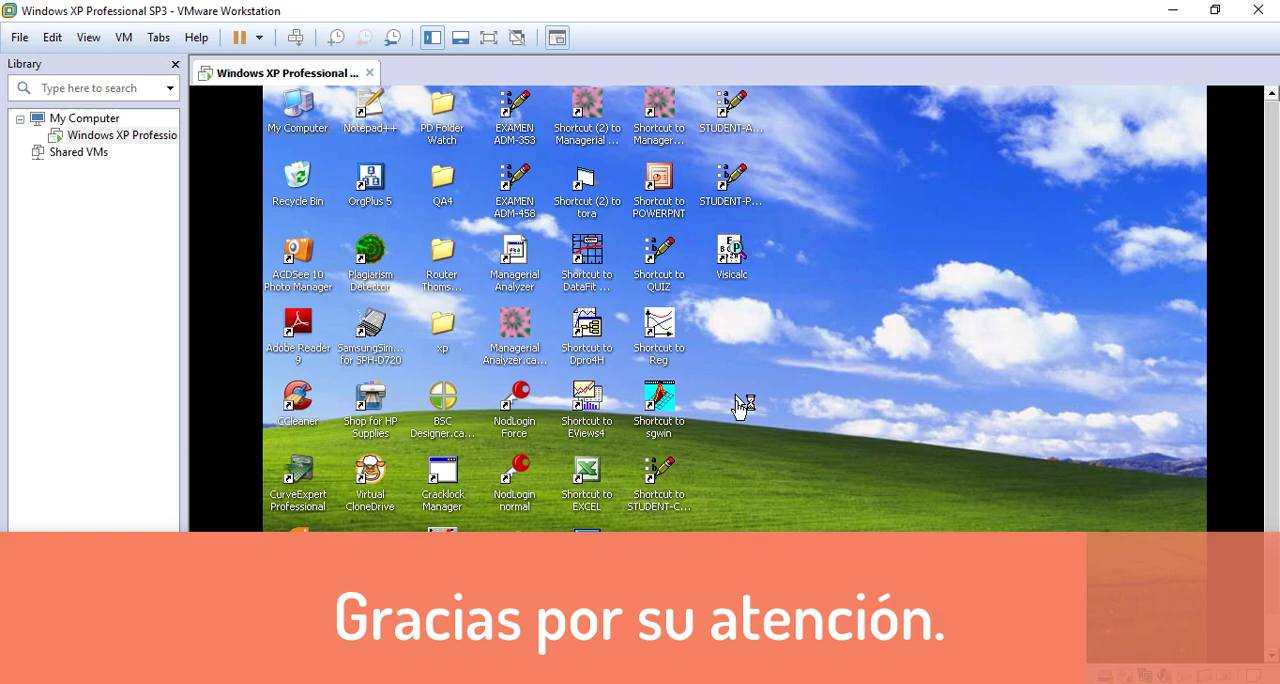 Windows XP Professional SP3 - VMware Workstation
File Edit View VM Tabs Help
Library
Type here to search
My Computer
Windows XP Professio
Shared VMs
Windows XP Professional ...
My Computer
Notepad++
PD Folder
Watch
EXAMEN
ADM-353
Shortcut (2) to
Managerial ...
Shortcut to
Manager...
STUDENT-A...
Recycle Bin
OrgPlus 5
QA4
EXAMEN
ADM-458
Shortcut (2) to
tora
Shortcut to
POWERPNT
STUDENT-P...
ACDSee 10
Photo Manager
Plagiarism
Detector
Router
Thoms...
Managerial
Analyzer
Shortcut to
DataFit ...
Shortcut to
QUIZ
Visicalc
Adobe Reader
9
SamsungSim...
for SPH-D720
xp
Managerial
Analyzer.ca...
Shortcut to
Dpro4H
Shortcut to
Reg
CCleaner
Shop for HP
Supplies
BSC
Designer.ca...
NodLogin
Force
Shortcut to
EViews4
Shortcut to
sgwin
CurveExpert
Professional
Virtual
CloneDrive
Cracklock
Manager
NodLogin
normal
Shortcut to
EXCEL
Shortcut to
STUDENT-C...
Gracias por su atención.